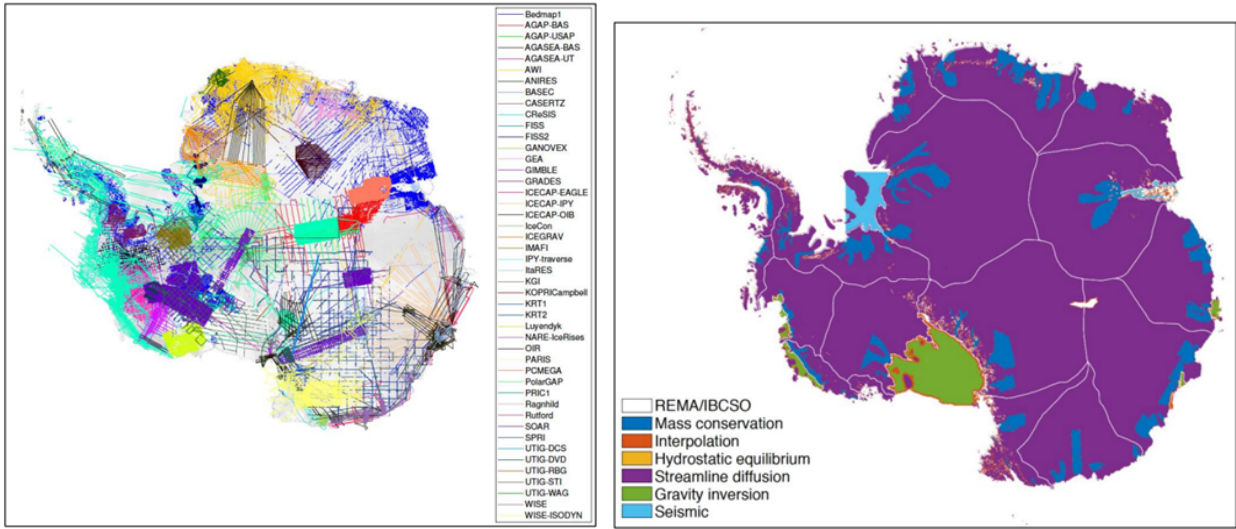 Bedmap1
AGAP-BAS
AGAP-USAP
AGASEA-BAS
AGASEA-UT
AWI
ANIRES
BASEC
CASERTZ
CReSIS
FISS
FISS2
GANOVEX
GEA
GIMBLE
GRADES
ICECAP-EAGLE
ICECAP-IPY
ICECAP-OIB
IceCon
ICEGRAV
IMAFI
IPY-traverse
ItaRES
KGI
KOPRICampbell
KRT1
KRT2
Luyendyk
NARE-IceRises
OIR
PARIS
PCMEGA
PolarGAP
PRIC1
Ragnhild
Rutford
SOAR
SPRI
UTIG-DCS
UTIG-DVD
UTIG-RBG
UTIG-STI
UTIG-WAG
WISE
WISE-ISODYN
REMA/IBCSO
Mass conservation
Interpolation
Hydrostatic equilibrium
Streamline diffusion
Gravity inversion
Seismic